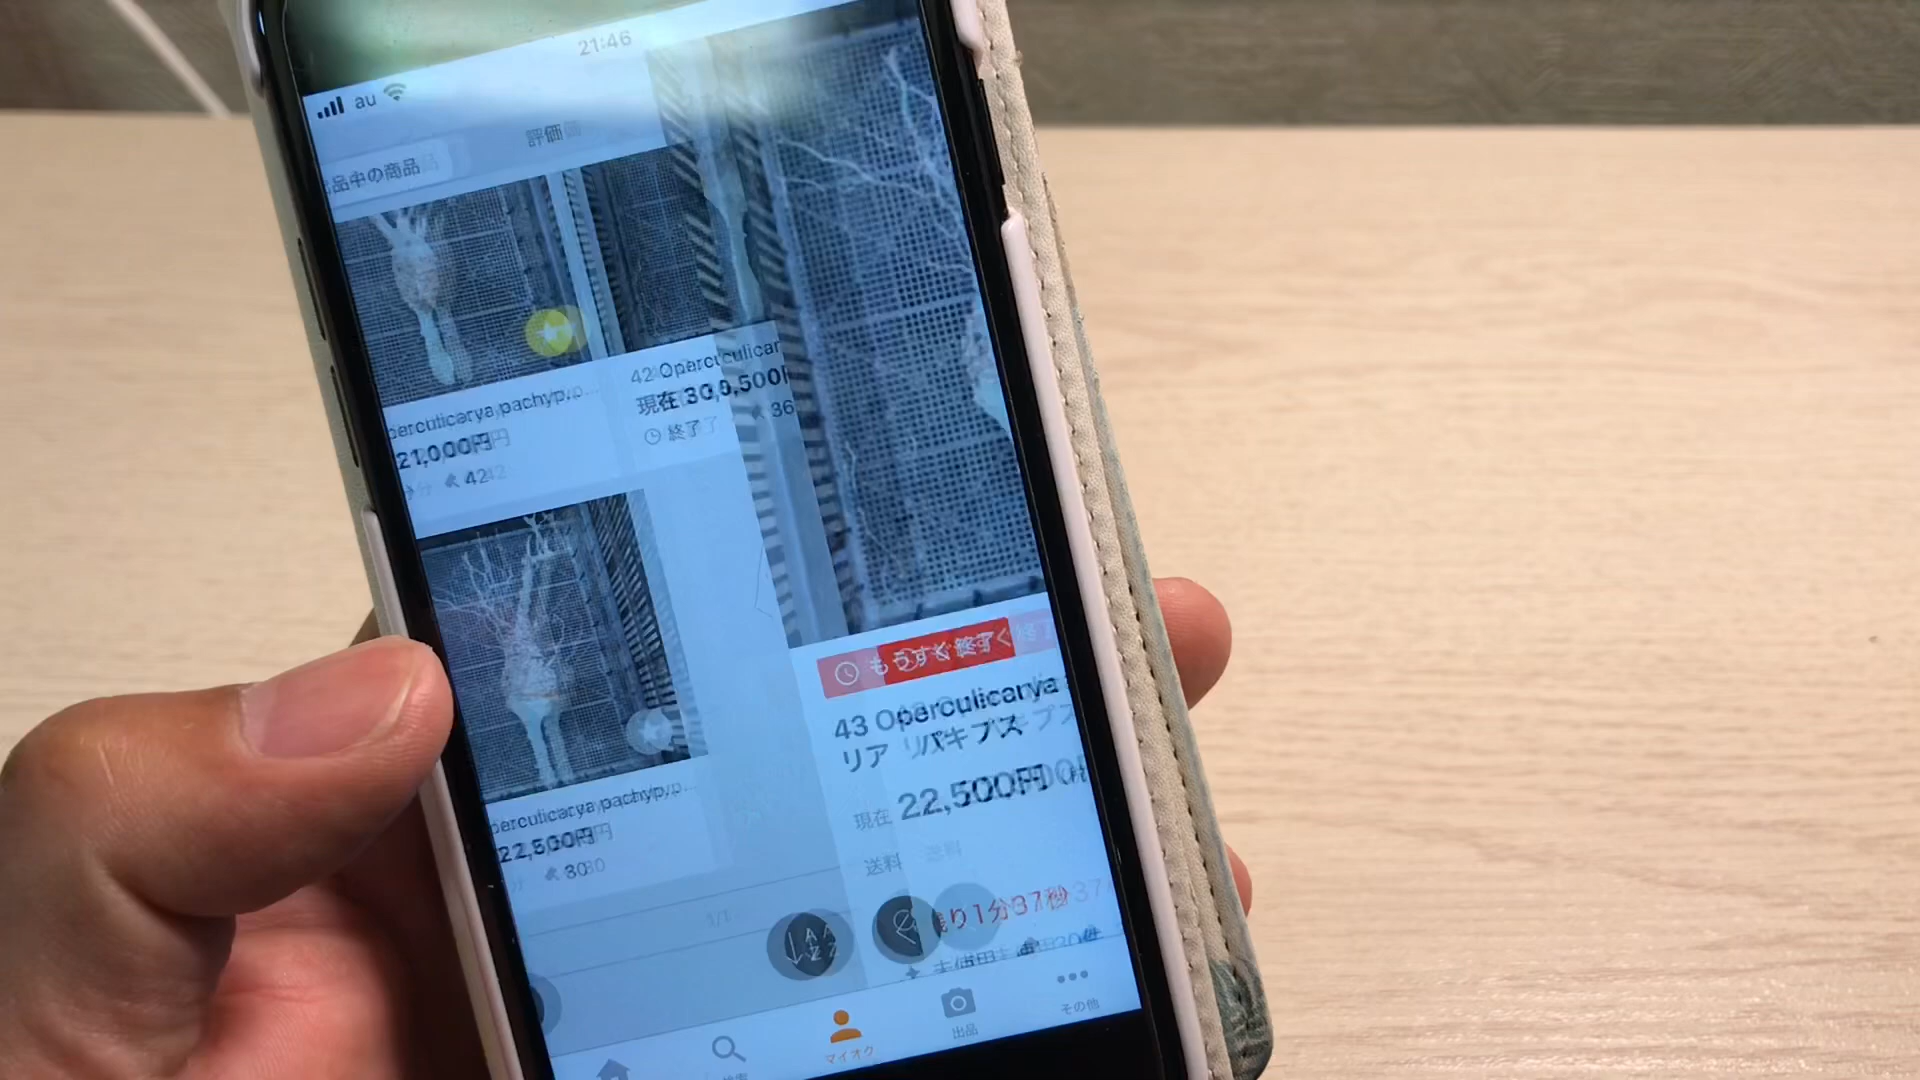 21:46
au
評価
品中の商品
perculicarya pachyp...
21,000円
42
42 Operculicar
現在
36
終了
perculicarya pachyp...
22,500円
30
1/1
もうすぐ終了
43 Operculicarya
リア パキプス
現在 22,500円
送料
残り1分37秒
マイオク
出品
その他